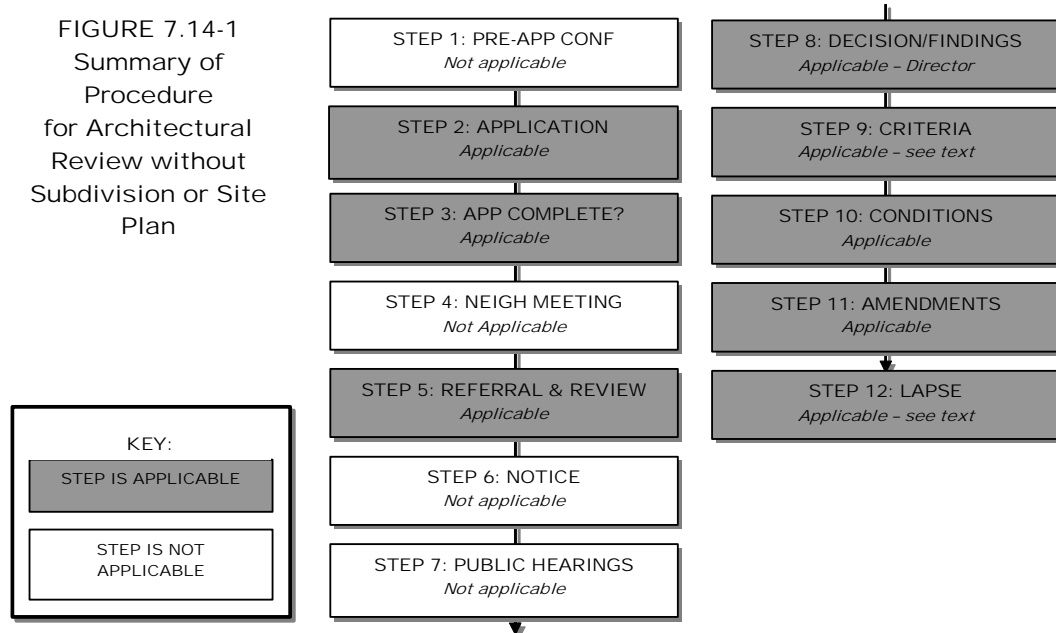 FIGURE 7.14-1
Summary of
Procedure
for Architectural
Review without
Subdivision or Site
Plan
KEY:
STEP IS APPLICABLE
STEP IS NOT
APPLICABLE
STEP 1: PRE-APP CONF
Not applicable
STEP 2: APPLICATION
Applicable
STEP 3: APP COMPLETE?
Applicable
STEP 4: NEIGH MEETING
Not Applicable
STEP 5: REFERRAL & REVIEW
Applicable
STEP 6: NOTICE
Not applicable
STEP 7: PUBLIC HEARINGS
Not applicable
STEP 8: DECISION/FINDINGS
Applicable – Director
STEP 9: CRITERIA
Applicable – see text
STEP 10: CONDITIONS
Applicable
STEP 11: AMENDMENTS
Applicable
STEP 12: LAPSE
Applicable – see text